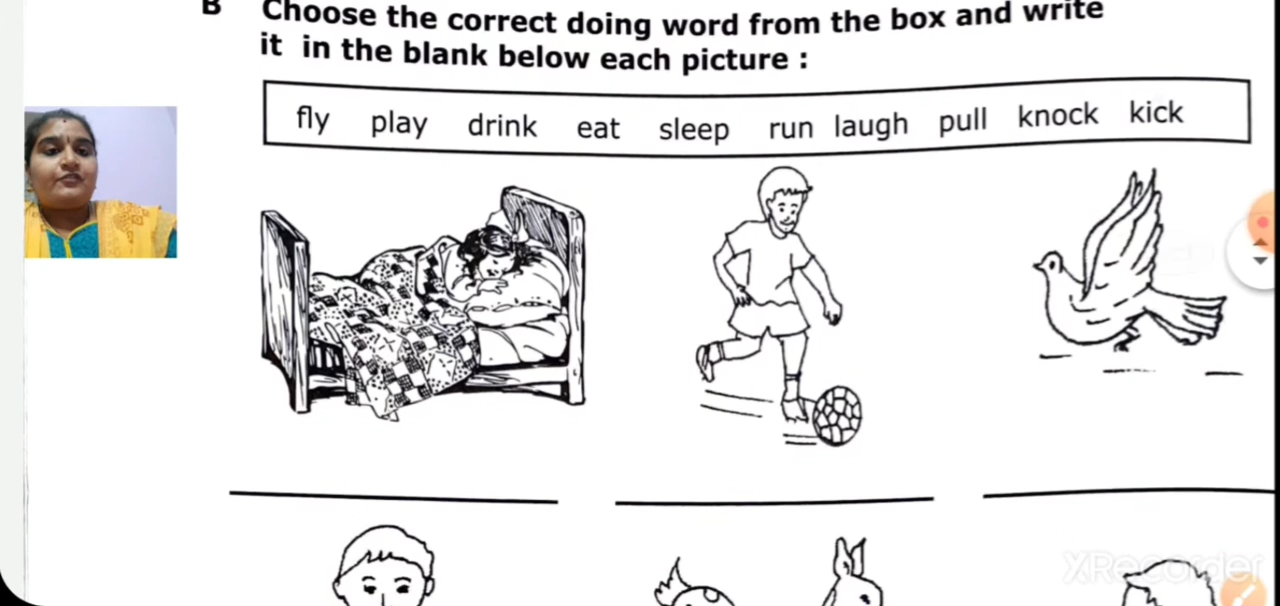 B Choose the correct doing word from the box and write
it in the blank below each picture :
fly play drink eat sleep run laugh pull knock kick
XRecorder